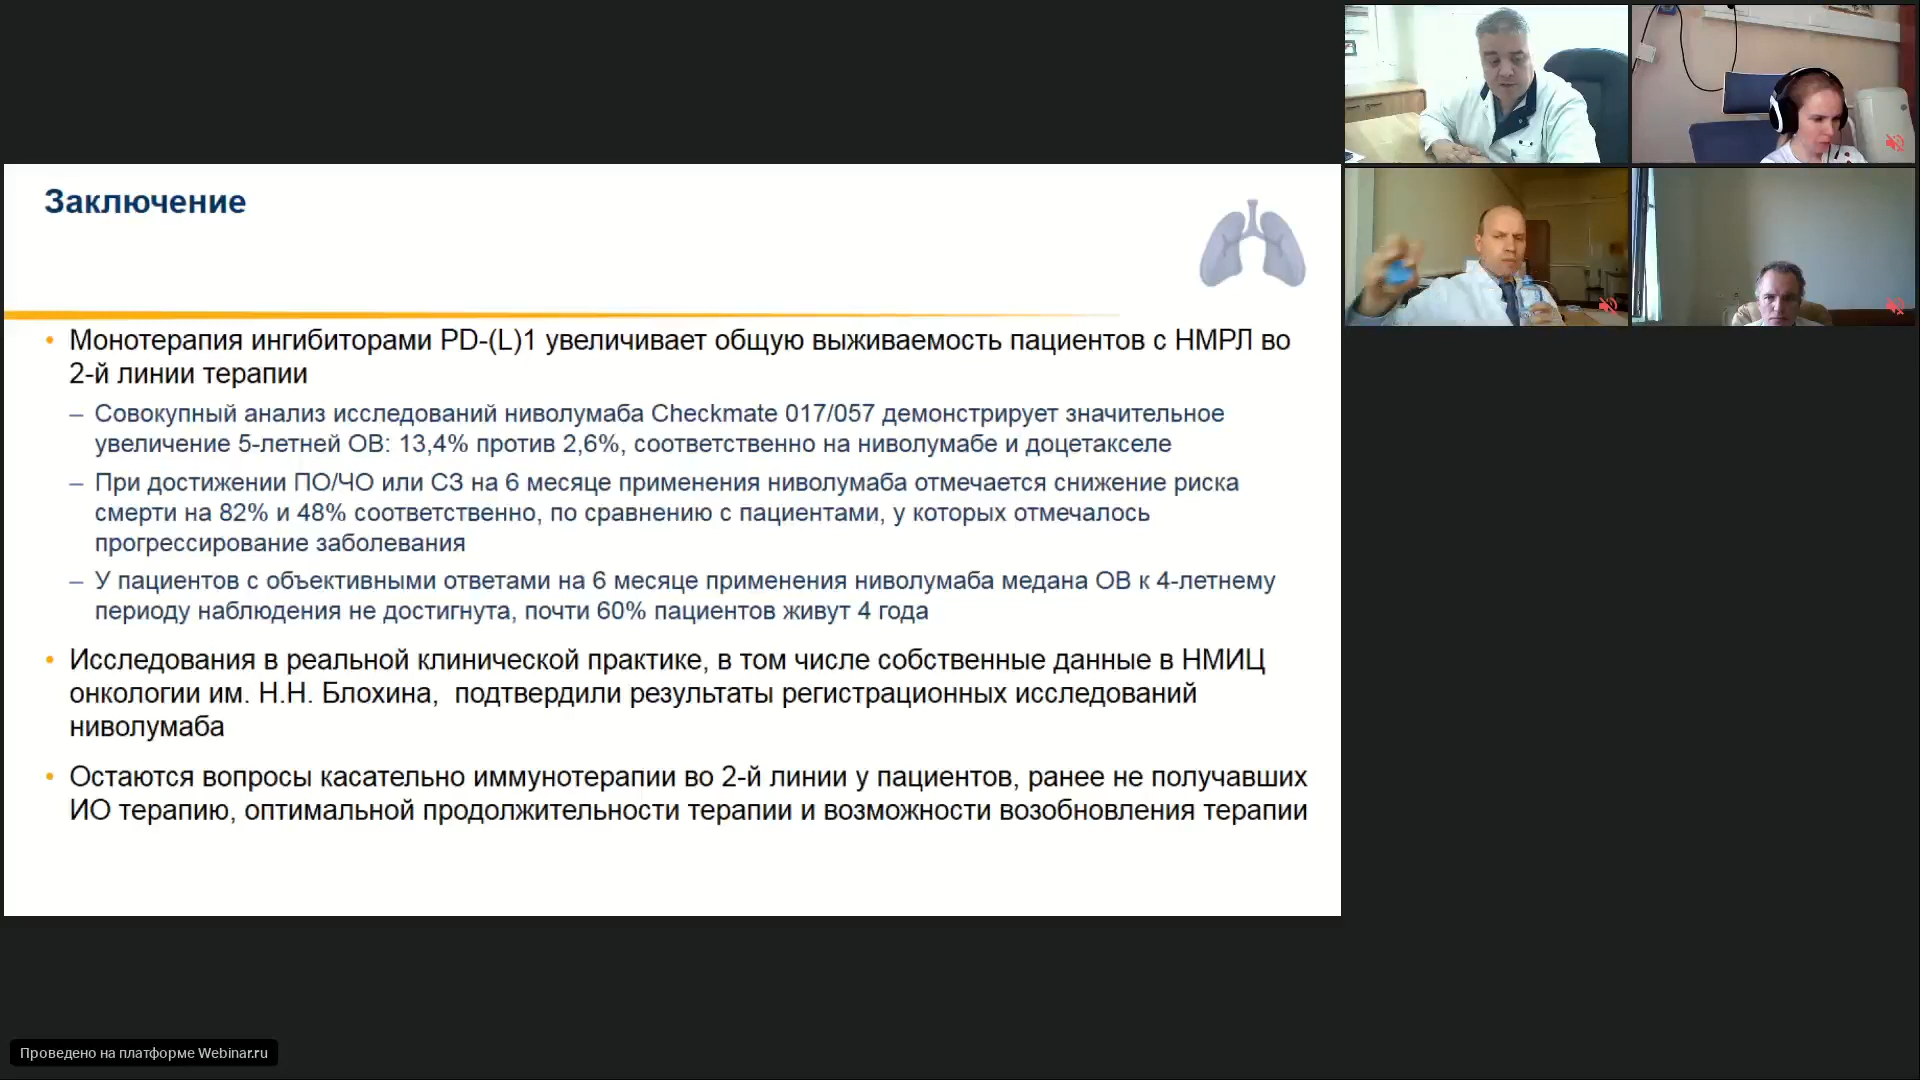 Заключение
• Монотерапия ингибиторами PD-(L)1 увеличивает общую выживаемость пациентов с НМРЛ во
2-й линии терапии
– Совокупный анализ исследований ниволумаба Checkmate 017/057 демонстрирует значительное
увеличение 5-летней ОВ: 13,4% против 2,6%, соответственно на ниволумабе и доцетакселе
– При достижении ПО/ЧО или СЗ на 6 месяце применения ниволумаба отмечается снижение риска
смерти на 82% и 48% соответственно, по сравнению с пациентами, у которых отмечалось
прогрессирование заболевания
– У пациентов с объективными ответами на 6 месяце применения ниволумаба медана ОВ к 4-летнему
периоду наблюдения не достигнута, почти 60% пациентов живут 4 года
• Исследования в реальной клинической практике, в том числе собственные данные в НМИЦ
онкологии им. Н.Н. Блохина, подтвердили результаты регистрационных исследований
ниволумаба
• Остаются вопросы касательно иммунотерапии во 2-й линии у пациентов, ранее не получавших
ИО терапию, оптимальной продолжительности терапии и возможности возобновления терапии
Проведено на платформе Webinar.ru